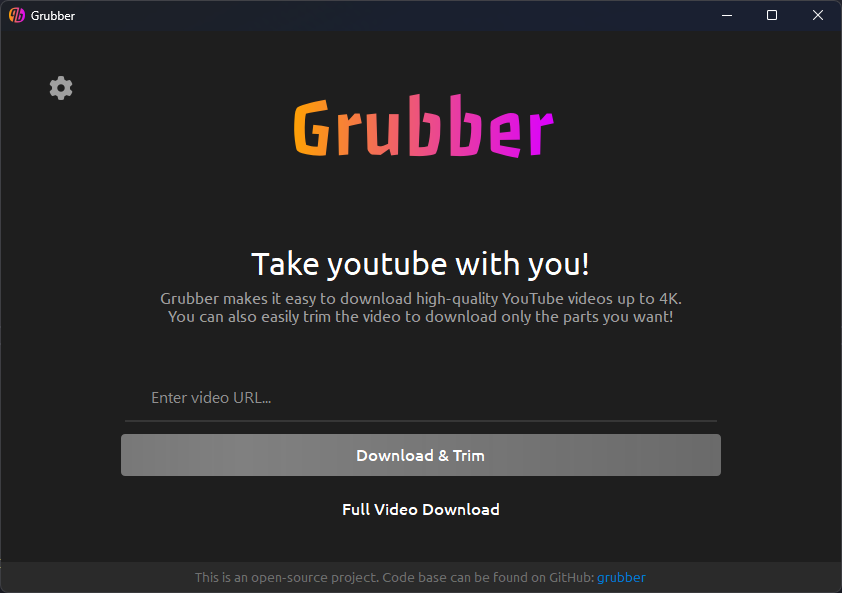 Grubber
Grubber
Take youtube with you!
Grubber makes it easy to download high-quality YouTube videos up to 4K.
You can also easily trim the video to download only the parts you want!
Enter video URL...
Download & Trim
Full Video Download
This is an open-source project. Code base can be found on GitHub: grubber